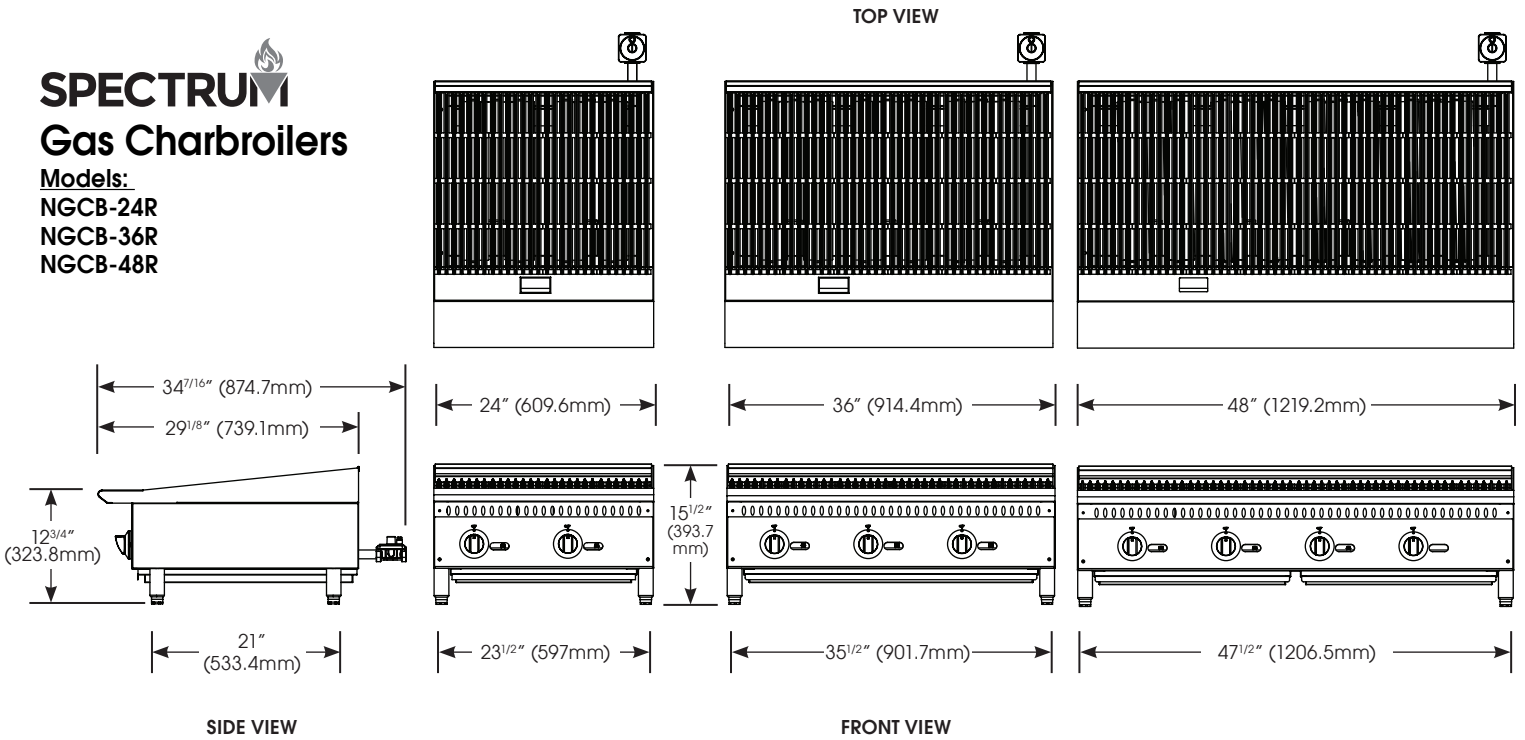 TOP VIEW
SPECTRUM
Gas Charbroilers
Models:
NGCB-24R
NGCB-36R
NGCB-48R
34 7/16" (874.7mm)
29 1/8" (739.1mm)
24" (609.6mm)
36" (914.4mm)
48" (1219.2mm)
12 3/4"
(323.8mm)
15 1/2"
(393.7
mm)
21"
(533.4mm)
23 1/2" (597mm)
35 1/2" (901.7mm)
47 1/2" (1206.5mm)
SIDE VIEW
FRONT VIEW